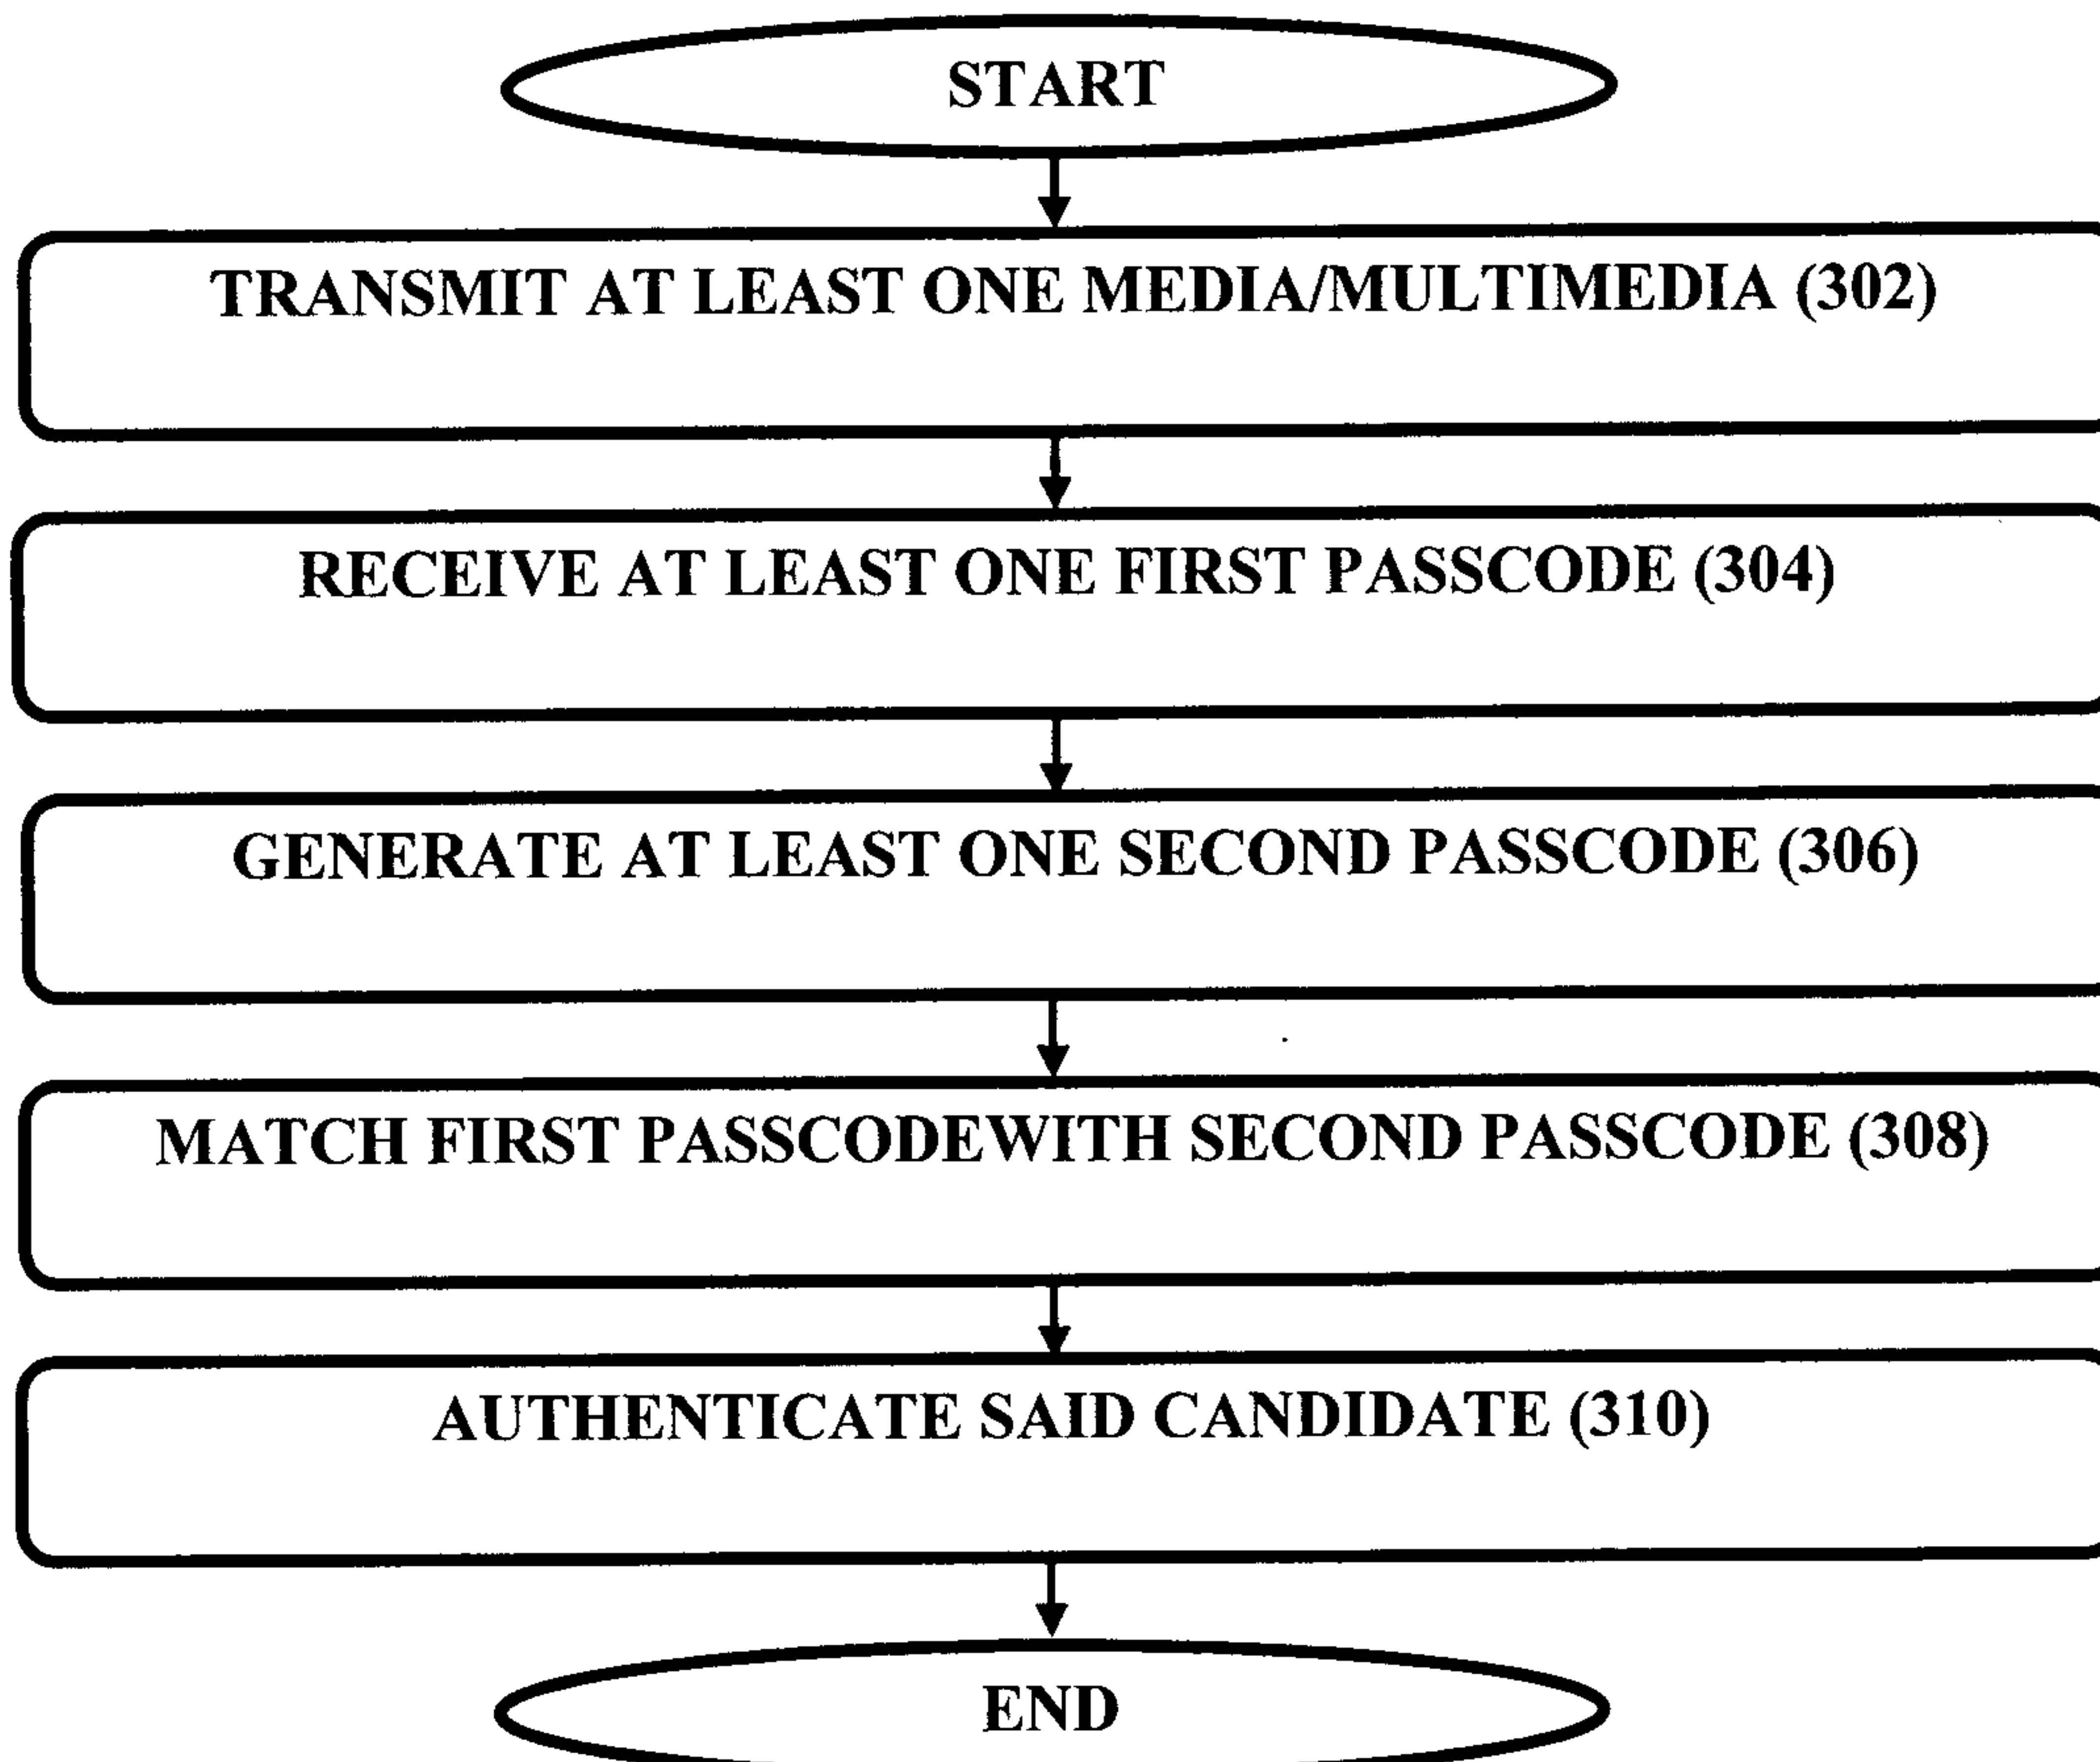 START
TRANSMIT AT LEAST ONE MEDIA/MULTIMEDIA (302)
RECEIVE AT LEAST ONE FIRST PASSCODE (304)
GENERATE AT LEAST ONE SECOND PASSCODE (306)
MATCH FIRST PASSCODEWITH SECOND PASSCODE (308)
AUTHENTICATE SAID CANDIDATE (310)
END